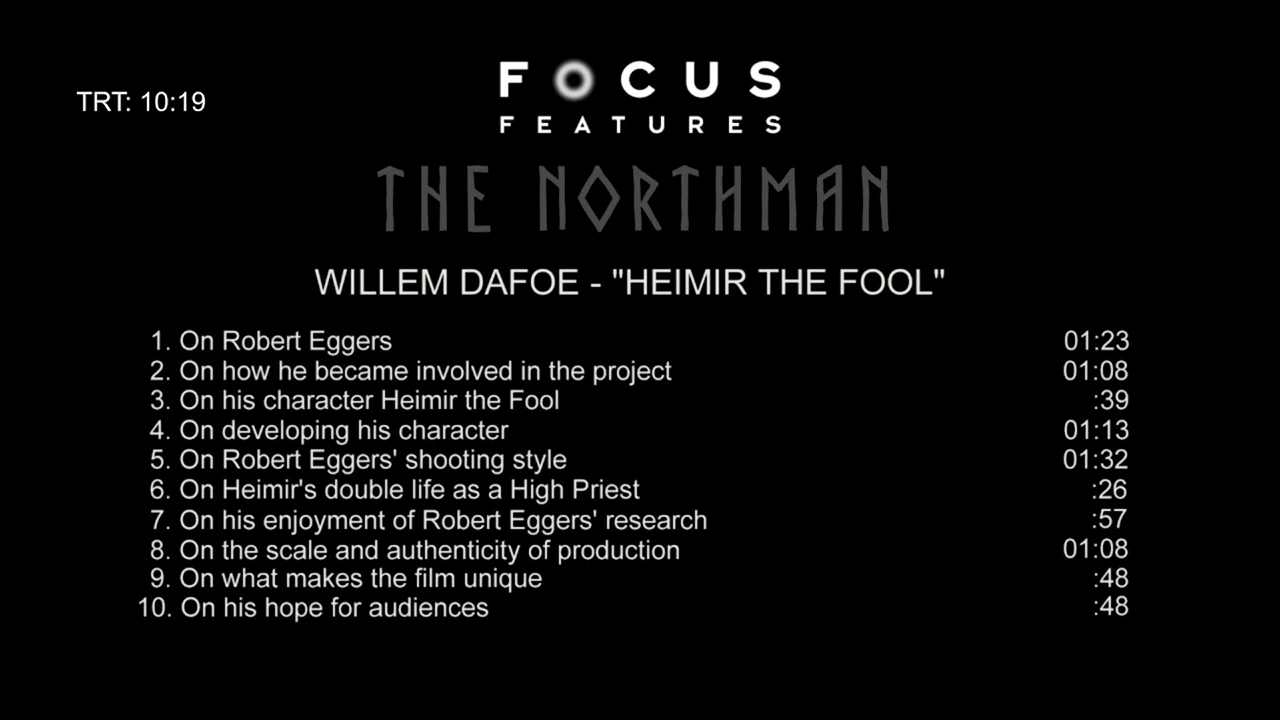 TRT: 10:19
FOCUS
FEATURES
THE NORTHMAN
WILLEM DAFOE - "HEIMIR THE FOOL"
1. On Robert Eggers 01:23
2. On how he became involved in the project 01:08
3. On his character Heimir the Fool :39
4. On developing his character 01:13
5. On Robert Eggers' shooting style 01:32
6. On Heimir's double life as a High Priest :26
7. On his enjoyment of Robert Eggers' research :57
8. On the scale and authenticity of production 01:08
9. On what makes the film unique :48
10. On his hope for audiences :48